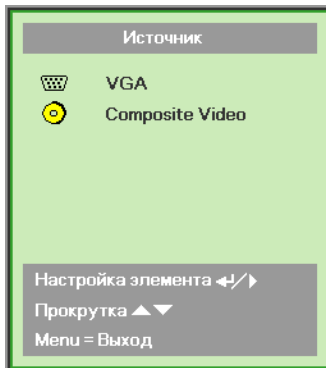 Источник
VGA
Composite Video
Настройка элемента
Прокрутка
Menu = Выход